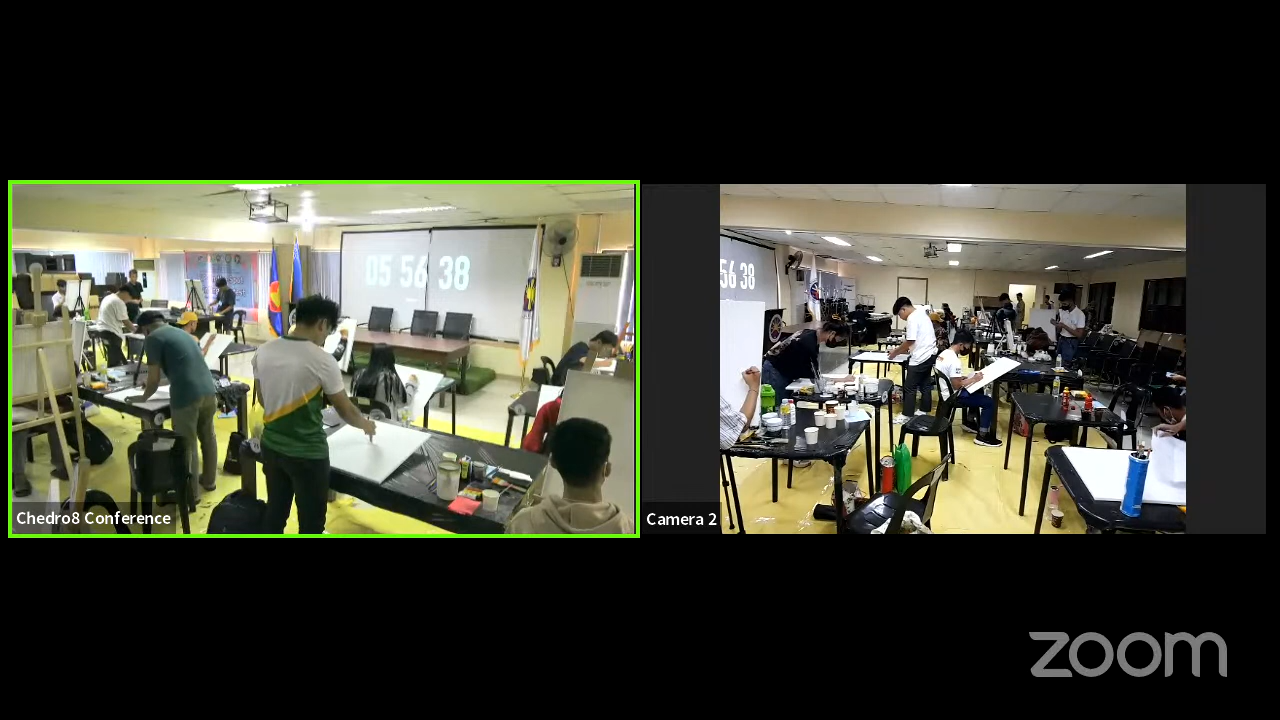 05 56 38
56 38
Chedro8 Conference
Camera 2
zoom